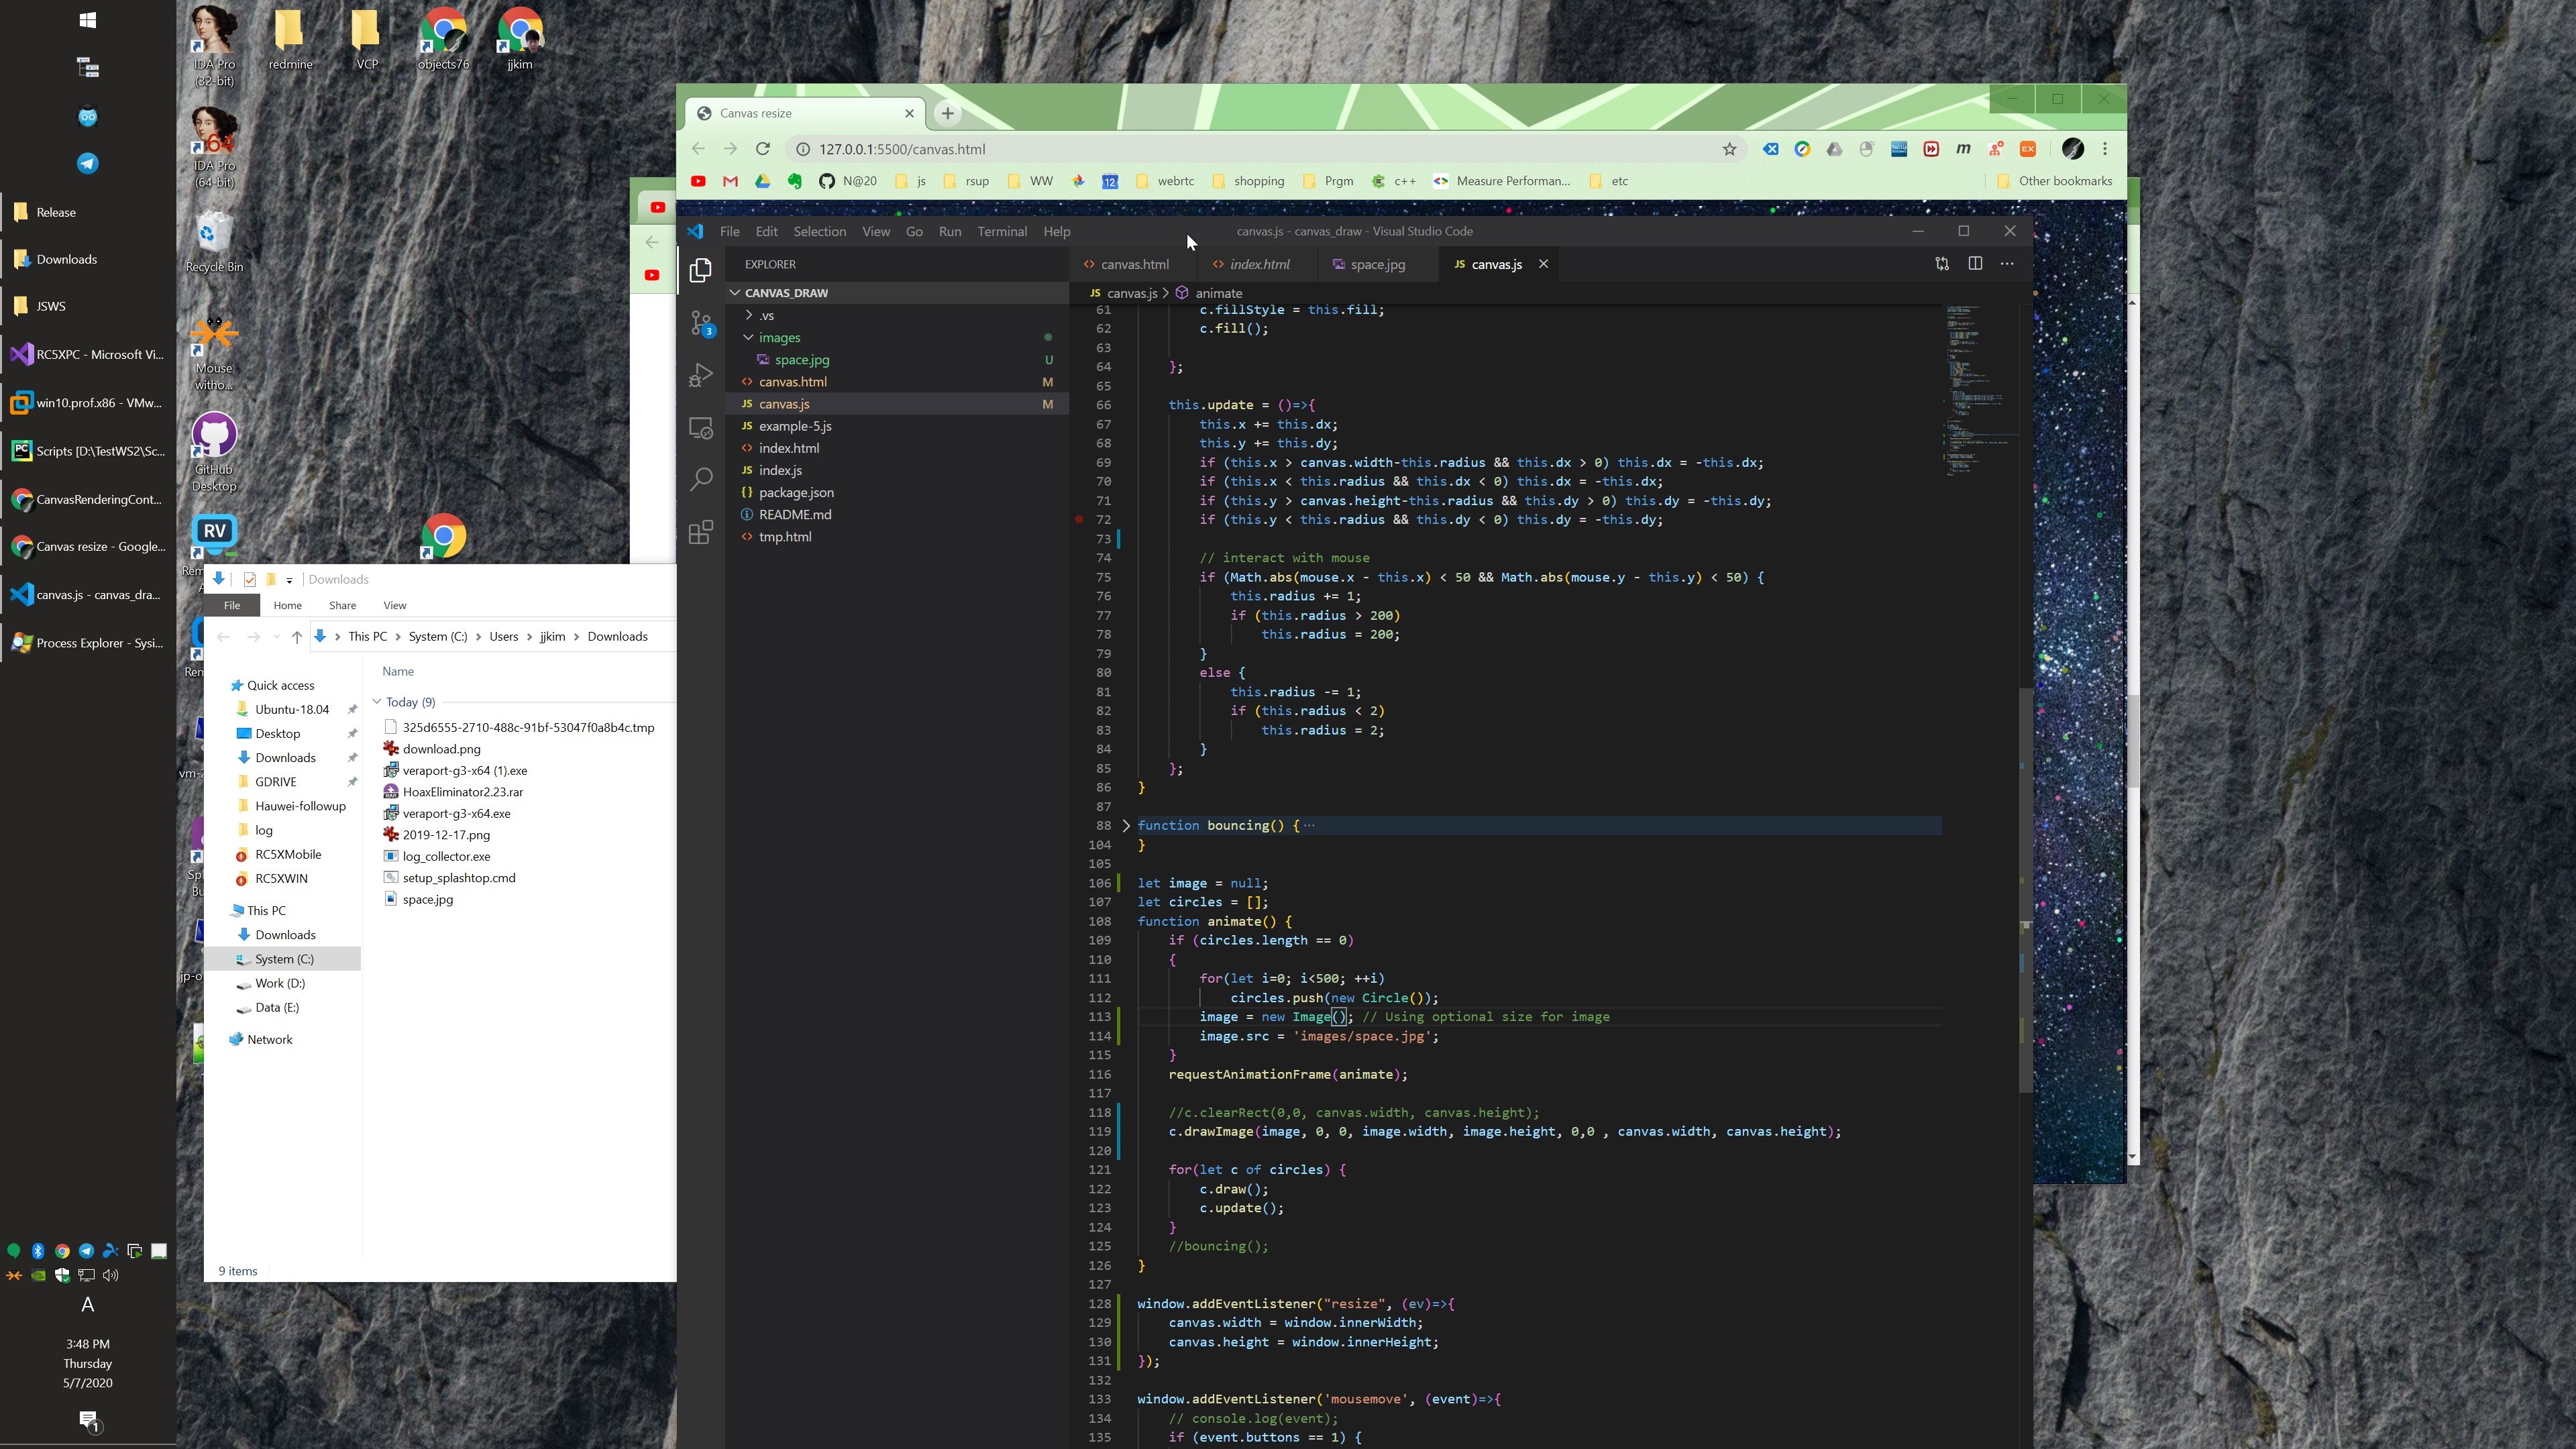 IDA Pro
(32-bit)
redmine
VCP
objects76
jjkim
IDA Pro
(64-bit)
64
Recycle Bin
Mouse
witho...
GitHub
Desktop
RV
Release
Downloads
JSWS
RC5XPC - Microsoft Vi...
win10.prof.x86 - VMw...
Scripts [D:\TestWS2\Sc...
CanvasRenderingCont...
Canvas resize - Google...
canvas.js - canvas_dra...
Process Explorer - Sysi...
A
3:48 PM
Thursday
5/7/2020
1
Downloads
File Home Share View
This PC > System (C:) > Users > jjkim > Downloads
Name
Today (9)
325d6555-2710-488c-91bf-53047f0a8b4c.tmp
download.png
veraport-g3-x64 (1).exe
HoaxEliminator2.23.rar
veraport-g3-x64.exe
2019-12-17.png
log_collector.exe
setup_splashtop.cmd
space.jpg
Quick access
Ubuntu-18.04
Desktop
Downloads
GDRIVE
Hauwei-followup
log
RC5XMobile
RC5XWIN
This PC
Downloads
System (C:)
Work (D:)
Data (E:)
Network
9 items
Canvas resize
127.0.0.1:5500/canvas.html
N@20 js rsup WW 12 webrtc shopping Prgm c++ Measure Performan... etc Other bookmarks
File Edit Selection View Go Run Terminal Help canvas.js - canvas_draw - Visual Studio Code
EXPLORER
CANVAS_DRAW
.vs
images
space.jpg U
canvas.html M
JS canvas.js M
JS example-5.js
index.html
JS index.js
{} package.json
README.md
tmp.html
3
canvas.html index.html space.jpg JS canvas.js
JS canvas.js > animate
61 c.fillStyle = this.fill;
62 c.fill();
63
64 };
65
66 this.update = ()=>{
67 this.x += this.dx;
68 this.y += this.dy;
69 if (this.x > canvas.width-this.radius && this.dx > 0) this.dx = -this.dx;
70 if (this.x < this.radius && this.dx < 0) this.dx = -this.dx;
71 if (this.y > canvas.height-this.radius && this.dy > 0) this.dy = -this.dy;
72 if (this.y < this.radius && this.dy < 0) this.dy = -this.dy;
73
74 // interact with mouse
75 if (Math.abs(mouse.x - this.x) < 50 && Math.abs(mouse.y - this.y) < 50) {
76 this.radius += 1;
77 if (this.radius > 200)
78 this.radius = 200;
79 }
80 else {
81 this.radius -= 1;
82 if (this.radius < 2)
83 this.radius = 2;
84 }
85 };
86 }
87
88 function bouncing() { ...
104 }
105
106 let image = null;
107 let circles = [];
108 function animate() {
109 if (circles.length == 0)
110 {
111 for(let i=0; i<500; ++i)
112 circles.push(new Circle());
113 image = new Image(); // Using optional size for image
114 image.src = 'images/space.jpg';
115 }
116 requestAnimationFrame(animate);
117
118 //c.clearRect(0,0, canvas.width, canvas.height);
119 c.drawImage(image, 0, 0, image.width, image.height, 0,0 , canvas.width, canvas.height);
120
121 for(let c of circles) {
122 c.draw();
123 c.update();
124 }
125 //bouncing();
126 }
127
128 window.addEventListener("resize", (ev)=>{
129 canvas.width = window.innerWidth;
130 canvas.height = window.innerHeight;
131 });
132
133 window.addEventListener('mousemove', (event)=>{
134 // console.log(event);
135 if (event.buttons == 1) {